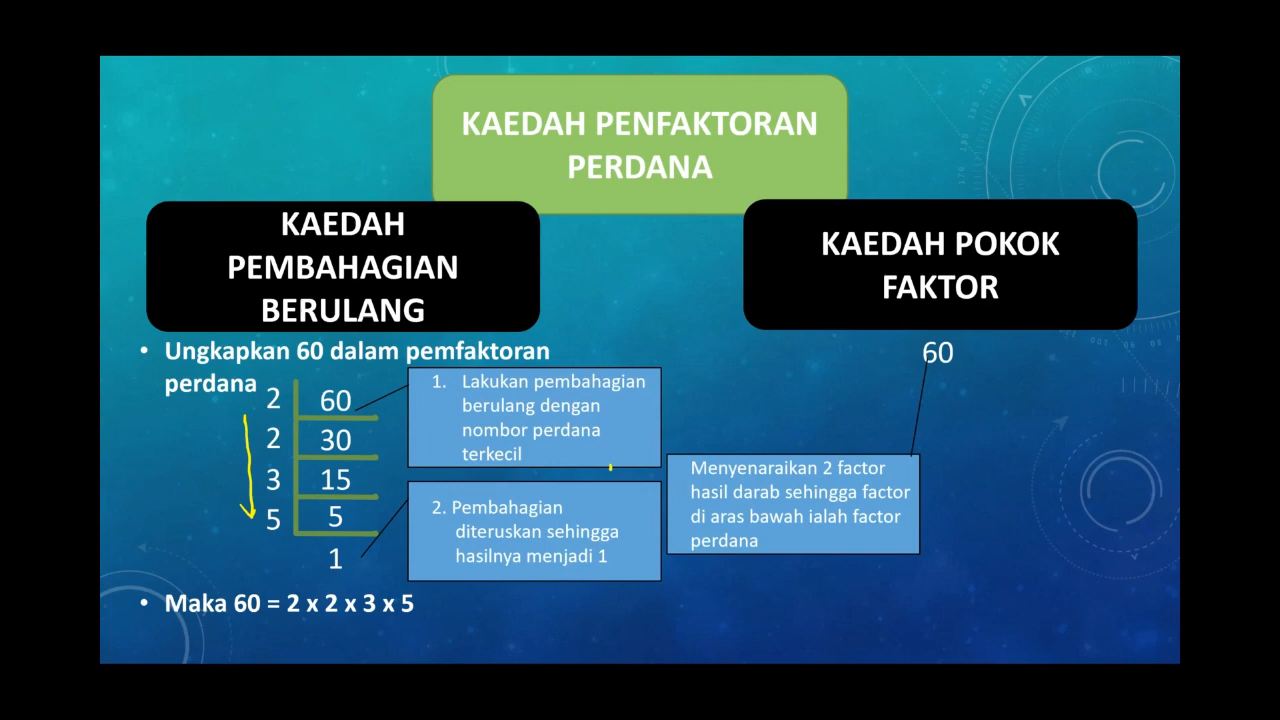 KAEDAH PENFAKTORAN
PERDANA
KAEDAH
PEMBAHAGIAN
BERULANG
KAEDAH POKOK
FAKTOR
• Ungkapkan 60 dalam pemfaktoran
perdana
2 60
2 30
3 15
5 5
1
1. Lakukan pembahagian
berulang dengan
nombor perdana
terkecil
2. Pembahagian
diteruskan sehingga
hasilnya menjadi 1
• Maka 60 = 2 x 2 x 3 x 5
60
Menyenaraikan 2 factor
hasil darab sehingga factor
di aras bawah ialah factor
perdana